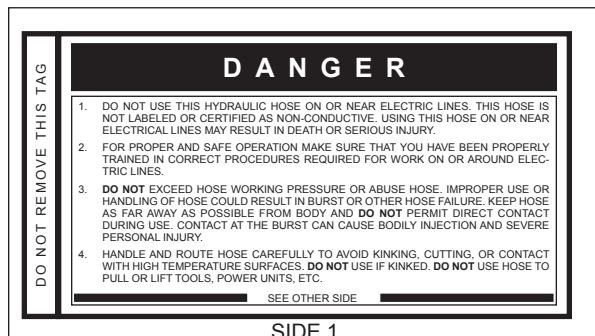 DO NOT REMOVE THIS TAG
DANGER
1. DO NOT USE THIS HYDRAULIC HOSE ON OR NEAR ELECTRIC LINES. THIS HOSE IS
NOT LABELED OR CERTIFIED AS NON-CONDUCTIVE. USING THIS HOSE ON OR NEAR
ELECTRICAL LINES MAY RESULT IN DEATH OR SERIOUS INJURY.
2. FOR PROPER AND SAFE OPERATION MAKE SURE THAT YOU HAVE BEEN PROPERLY
TRAINED IN CORRECT PROCEDURES REQUIRED FOR WORK ON OR AROUND ELEC-
TRIC LINES.
3. DO NOT EXCEED HOSE WORKING PRESSURE OR ABUSE HOSE. IMPROPER USE OR
HANDLING OF HOSE COULD RESULT IN BURST OR OTHER HOSE FAILURE. KEEP HOSE
AS FAR AWAY AS POSSIBLE FROM BODY AND DO NOT PERMIT DIRECT CONTACT
DURING USE. CONTACT AT THE BURST CAN CAUSE BODILY INJECTION AND SEVERE
PERSONAL INJURY.
4. HANDLE AND ROUTE HOSE CAREFULLY TO AVOID KINKING, CUTTING, OR CONTACT
WITH HIGH TEMPERATURE SURFACES. DO NOT USE IF KINKED. DO NOT USE HOSE TO
PULL OR LIFT TOOLS, POWER UNITS, ETC.
SEE OTHER SIDE
SIDE 1